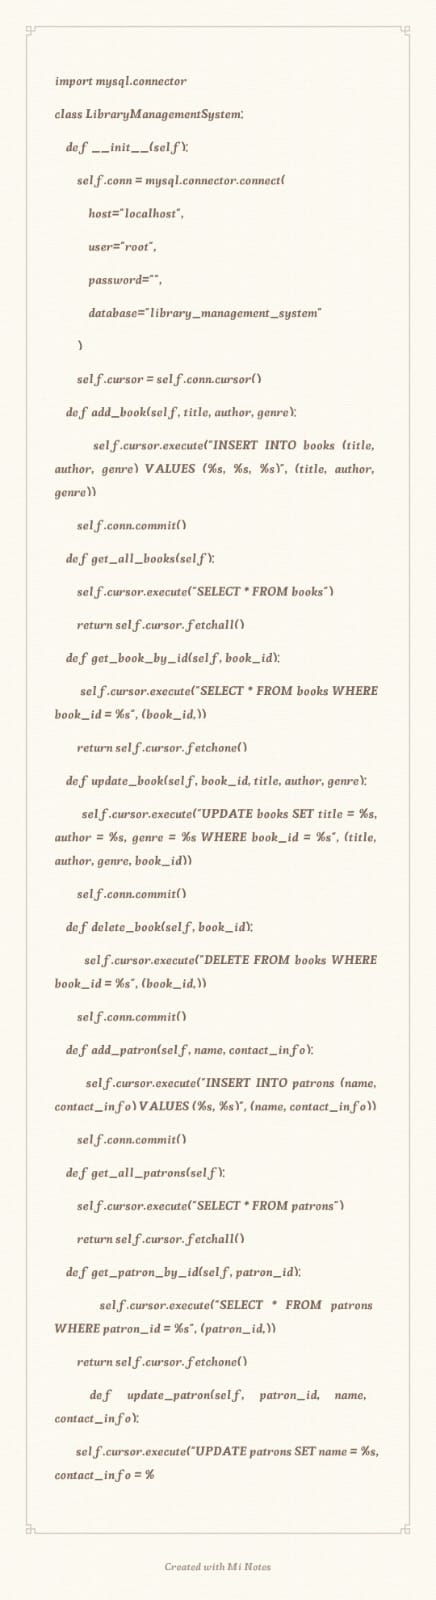 import mysql.connector
class LibraryManagementSystem:
def __init__(self):
self.conn = mysql.connector.connect(
host="localhost",
user="root",
password="",
database="library_management_system"
)
self.cursor = self.conn.cursor()
def add_book(self, title, author, genre):
self.cursor.execute("INSERT INTO books (title,
author, genre) VALUES (%s, %s, %s)", (title, author,
genre))
self.conn.commit()
def get_all_books(self):
self.cursor.execute("SELECT * FROM books")
return self.cursor.fetchall()
def get_book_by_id(self, book_id):
self.cursor.execute("SELECT * FROM books WHERE
book_id = %s", (book_id,))
return self.cursor.fetchone()
def update_book(self, book_id, title, author, genre):
self.cursor.execute("UPDATE books SET title = %s,
author = %s, genre = %s WHERE book_id = %s", (title,
author, genre, book_id))
self.conn.commit()
def delete_book(self, book_id):
self.cursor.execute("DELETE FROM books WHERE
book_id = %s", (book_id,))
self.conn.commit()
def add_patron(self, name, contact_info):
self.cursor.execute("INSERT INTO patrons (name,
contact_info) VALUES (%s, %s)", (name, contact_info))
self.conn.commit()
def get_all_patrons(self):
self.cursor.execute("SELECT * FROM patrons")
return self.cursor.fetchall()
def get_patron_by_id(self, patron_id):
self.cursor.execute("SELECT * FROM patrons
WHERE patron_id = %s", (patron_id,))
return self.cursor.fetchone()
def update_patron(self, patron_id, name,
contact_info):
self.cursor.execute("UPDATE patrons SET name = %s,
contact_info = %
Created with Mi Notes